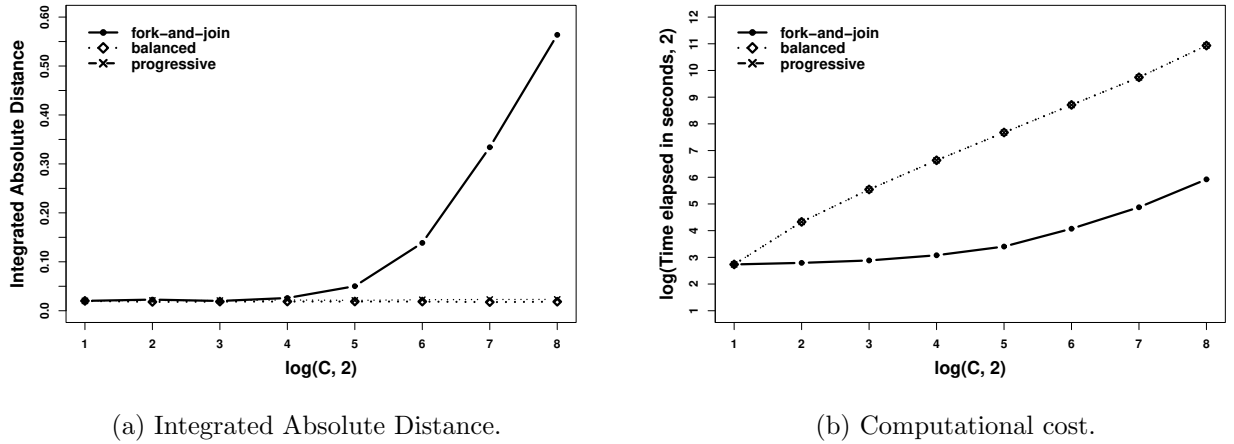 Integrated Absolute Distance
0.60
0.50
0.30
0.20
0.10
0.0
fork−and−join
balanced
progressive
1 2 3 4 5 6 7 8
log(C, 2)
(a) Integrated Absolute Distance.
log(Time elapsed in seconds, 2)
12
11
10
9
8
7
6
5
4
3
2
1
fork−and−join
balanced
progressive
1 2 3 4 5 6 7 8
log(C, 2)
(b) Computational cost.